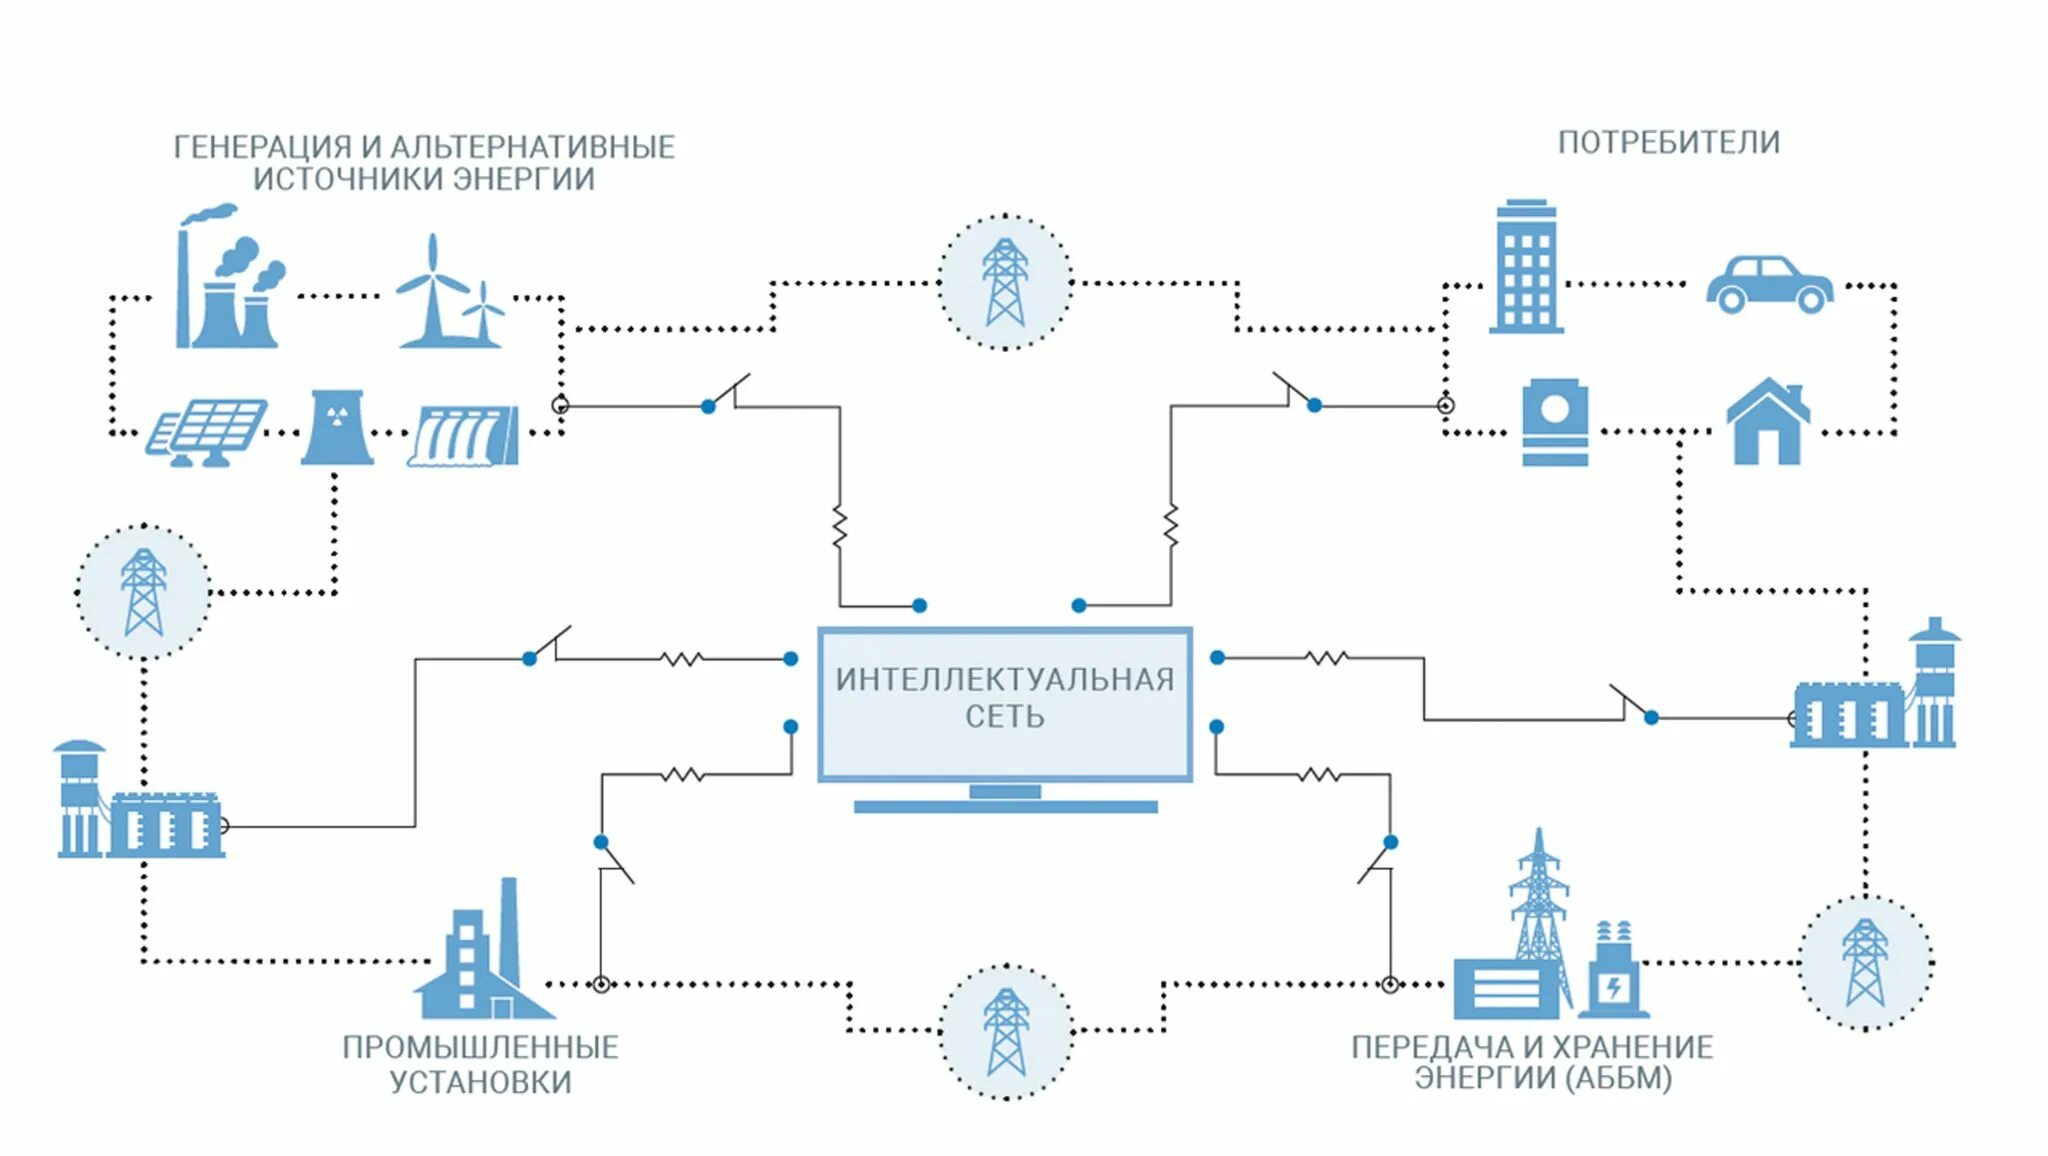 ГЕНЕРАЦИЯ И АЛЬТЕРНАТИВНЫЕ
ИСТОЧНИКИ ЭНЕРГИИ
ПОТРЕБИТЕЛИ
ИНТЕЛЛЕКТУАЛЬНАЯ
СЕТЬ
ПРОМЫШЛЕННЫЕ
УСТАНОВКИ
ПЕРЕДАЧА И ХРАНЕНИЕ
ЭНЕРГИИ (АББМ)